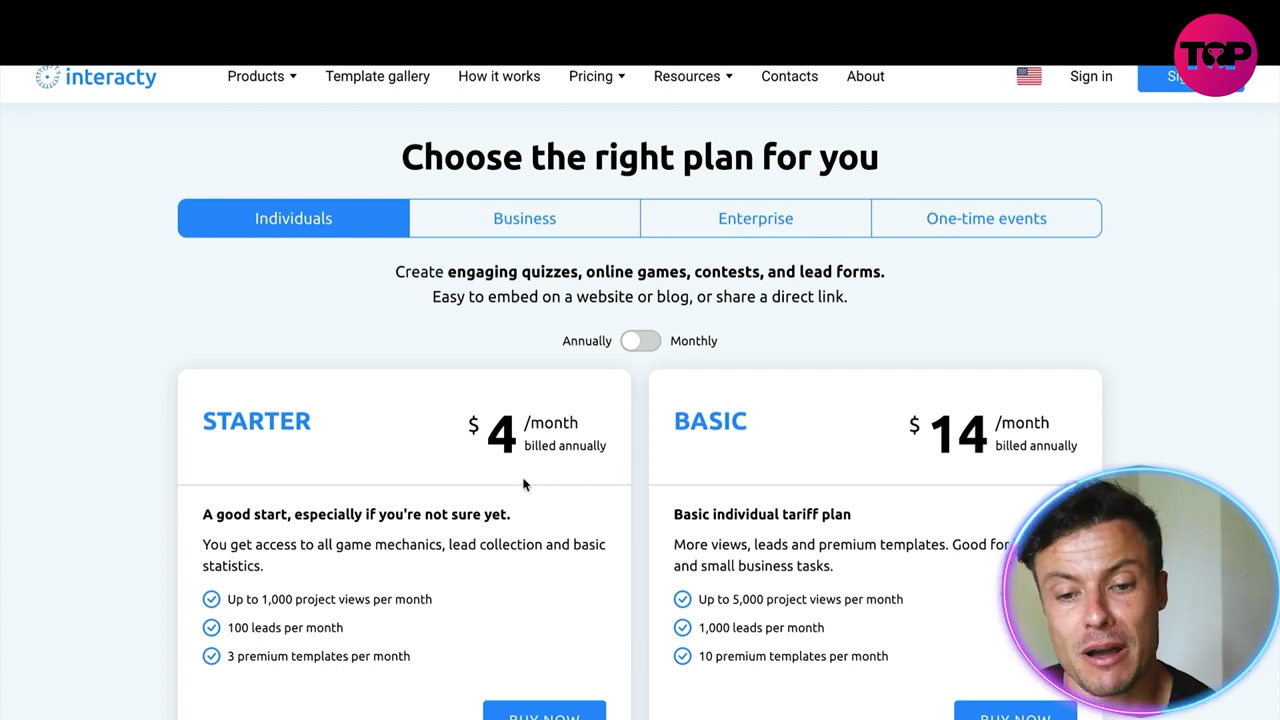 TOP
interacty
Products
Template gallery
How it works
Pricing
Resources
Contacts
About
Sign in
Choose the right plan for you
Individuals
Business
Enterprise
One-time events
Create engaging quizzes, online games, contests, and lead forms.
Easy to embed on a website or blog, or share a direct link.
Annually
Monthly
STARTER
$ 4 /month
billed annually
A good start, especially if you're not sure yet.
You get access to all game mechanics, lead collection and basic
statistics.
Up to 1,000 project views per month
100 leads per month
3 premium templates per month
BUY NOW
BASIC
$ 14 /month
billed annually
Basic individual tariff plan
More views, leads and premium templates. Good for
and small business tasks.
Up to 5,000 project views per month
1,000 leads per month
10 premium templates per month
BUY NOW